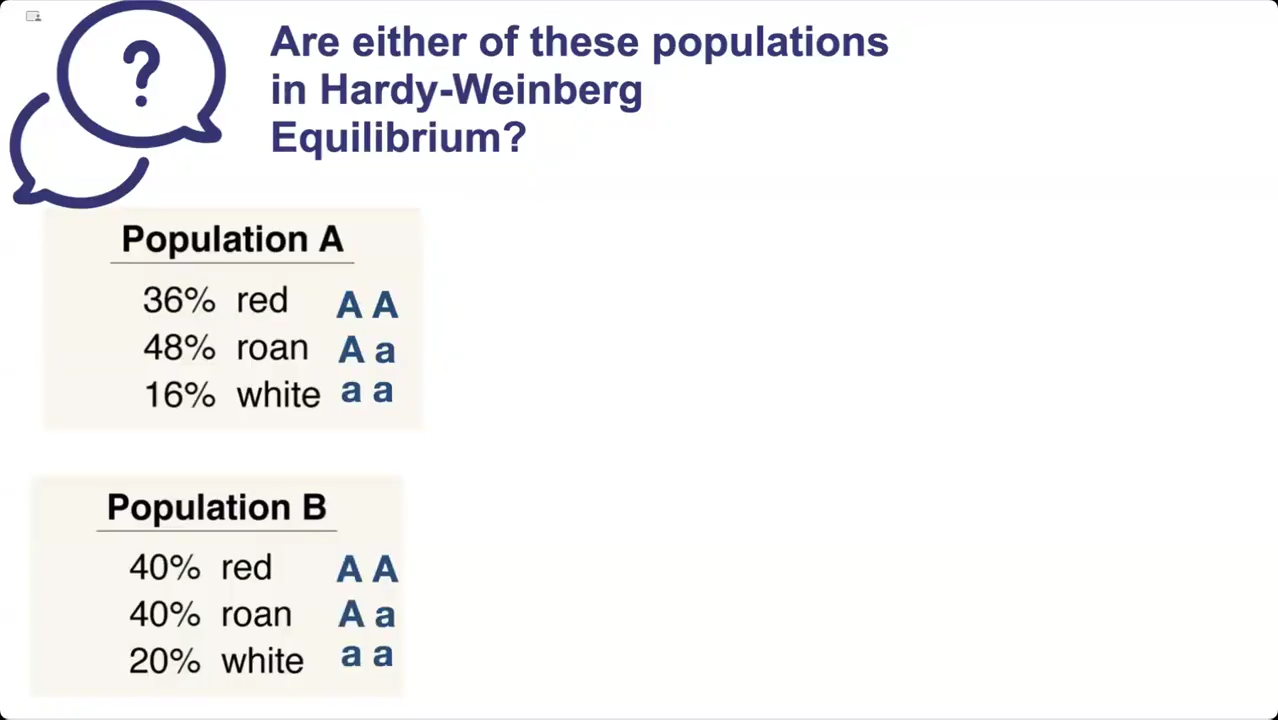 ?
Are either of these populations
in Hardy-Weinberg
Equilibrium?
Population A
36% red A A
48% roan A a
16% white a a
Population B
40% red A A
40% roan A a
20% white a a